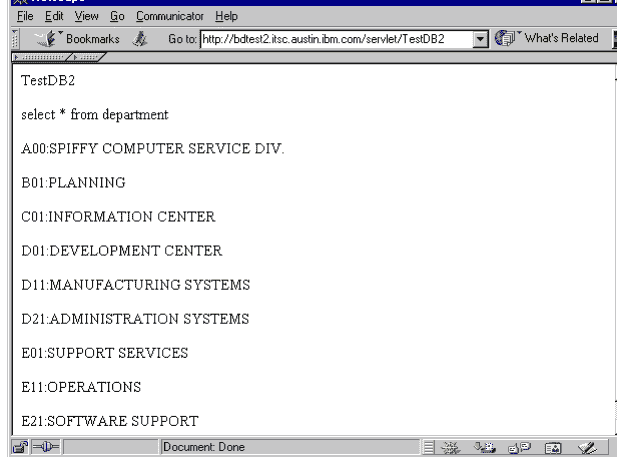 File Edit View Go Communicator Help
Bookmarks Go to: http://bdtest2.itsc.austin.ibm.com/servlet/TestDB2 What's Related
TestDB2
select * from department
A00:SPIFFY COMPUTER SERVICE DIV.
B01:PLANNING
C01:INFORMATION CENTER
D01:DEVELOPMENT CENTER
D11:MANUFACTURING SYSTEMS
D21:ADMINISTRATION SYSTEMS
E01:SUPPORT SERVICES
E11:OPERATIONS
E21:SOFTWARE SUPPORT
Document: Done